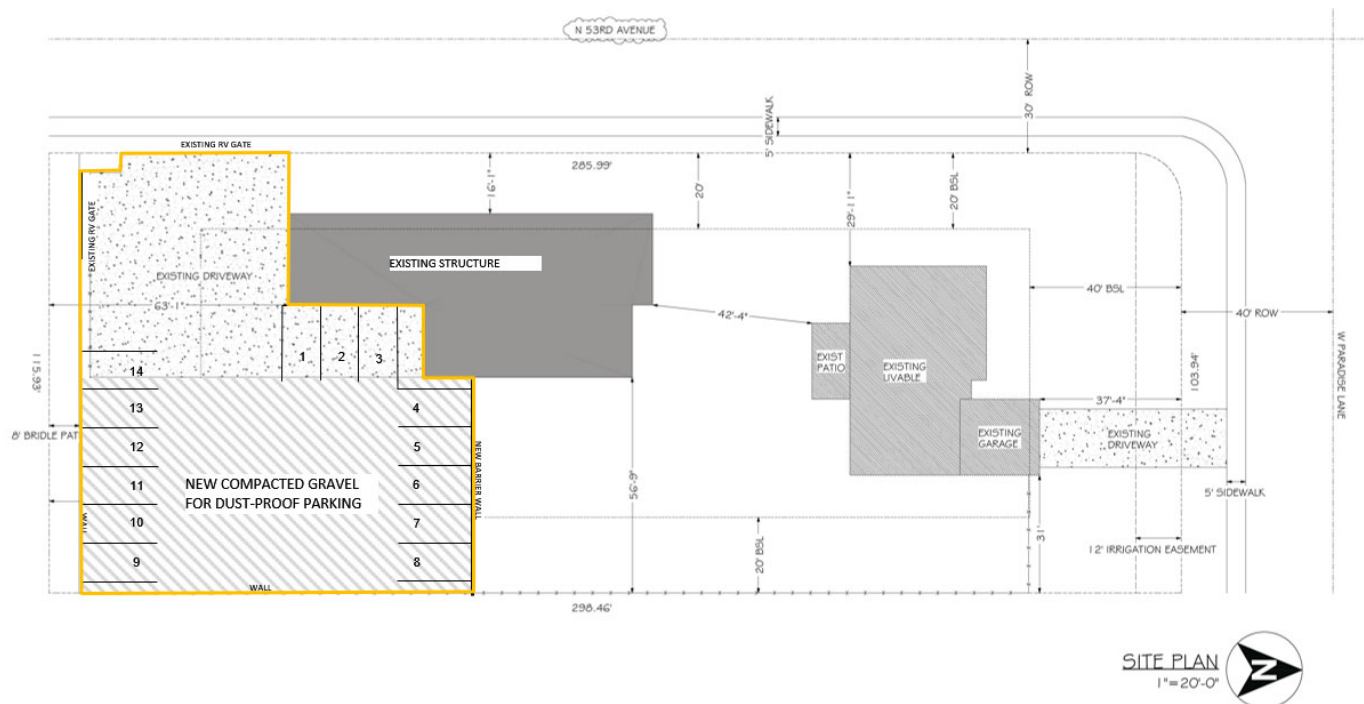 N 53RD AVENUE
30' ROW
5' SIDEWALK
EXISTING RV GATE
285.99'
16'-1"
20'
29'-11"
20' BSL
EXISTING RV GATE
EXISTING STRUCTURE
EXISTING DRIVEWAY
40' BSL
63'-1"
42'-4"
40' ROW
W PARADISE LANE
115.93'
1
2
3
14
EXIST
PATIO
EXISTING
LIVABLE
103.94'
37'-4"
13
4
8' BRIDLE PAT
12
5
EXISTING
GARAGE
EXISTING
DRIVEWAY
NEW BARRIER WALL
11
6
NEW COMPACTED GRAVEL
FOR DUST-PROOF PARKING
56'-9"
5' SIDEWALK
WALL
10
7
31'
12' IRRIGATION EASEMENT
9
8
20' BSL
WALL
298.46'
SITE PLAN
1"=20'-0"
N